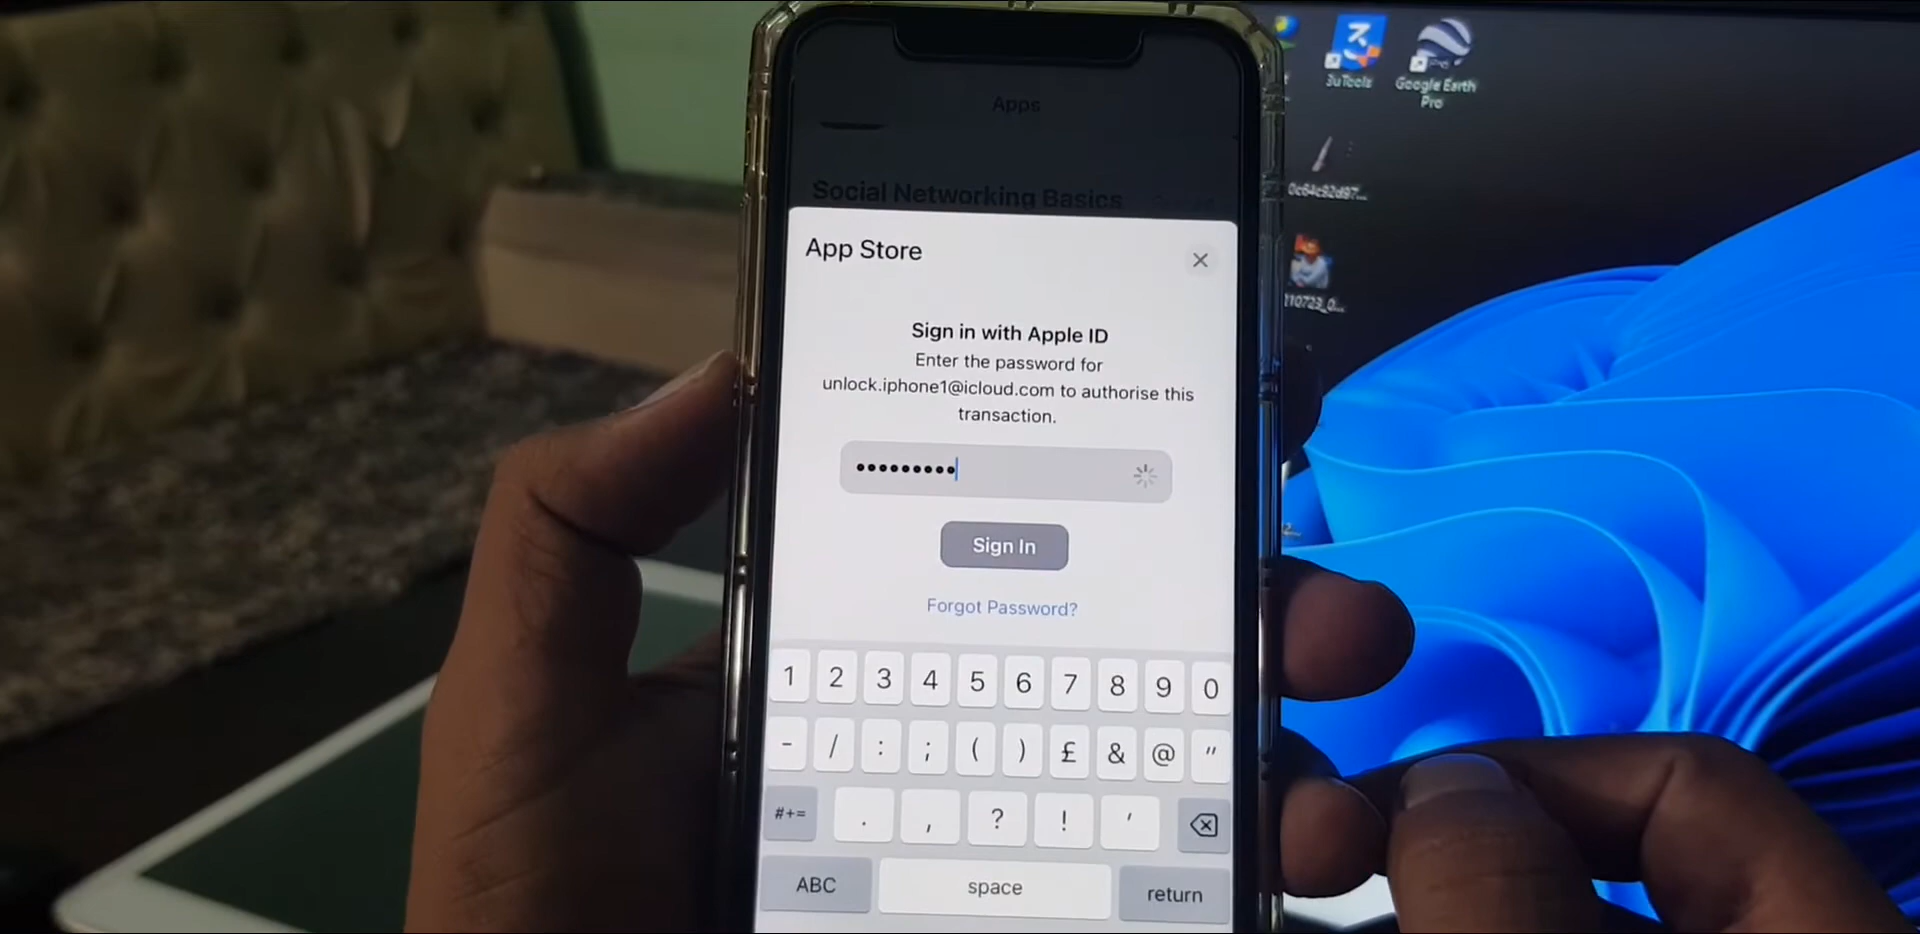 Apps
Social Networking Basics
App Store
Sign in with Apple ID
Enter the password for
unlock.iphone1@icloud.com to authorise this
transaction.
Sign In
Forgot Password?
1 2 3 4 5 6 7 8 9 0
- / : ; ( ) £ & @ "
#+= . , ? ! '
ABC space return
3uTools
Google Earth
Pro
0c64c92d97...